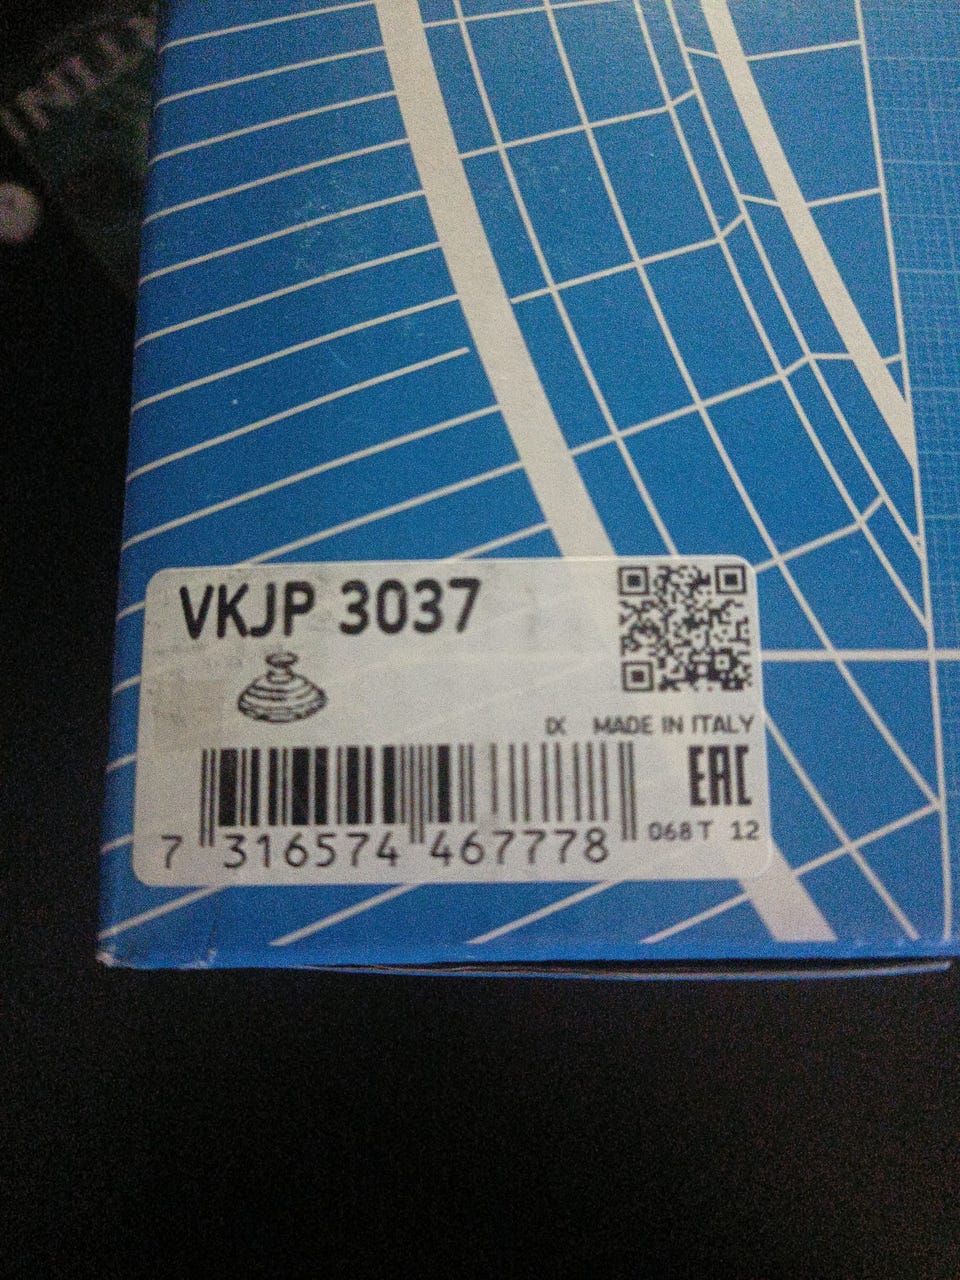 VKJP 3037
IX MADE IN ITALY
EAC
068T 12
7 316574 467778